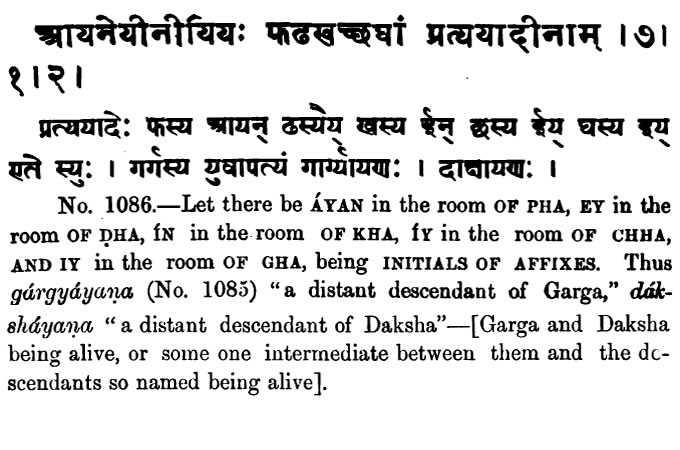 आयनेयीनीयियः फढखच्छघां प्रत्ययादीनाम् ।७।
१।२।
प्रत्ययादेः फस्य आयन् ढस्यैय् खस्य ईन् छस्य ईय् घस्य इय्
एते स्युः । गर्गस्य युवापत्यं गार्ग्यायणः । दाक्षायणः ।
No. 1086.—Let there be ÁYAN in the room OF PHA, EY in the
room OF ḌHA, ÍN in the room OF KHA, ÍY in the room OF CHHA,
AND IY in the room OF GHA, being INITIALS OF AFFIXES. Thus
gárgyáyaṇa (No. 1085) “a distant descendant of Garga,” dák-
sháyaṇa “a distant descendant of Daksha”—[Garga and Daksha
being alive, or some one intermediate between them and the de-
scendants so named being alive].